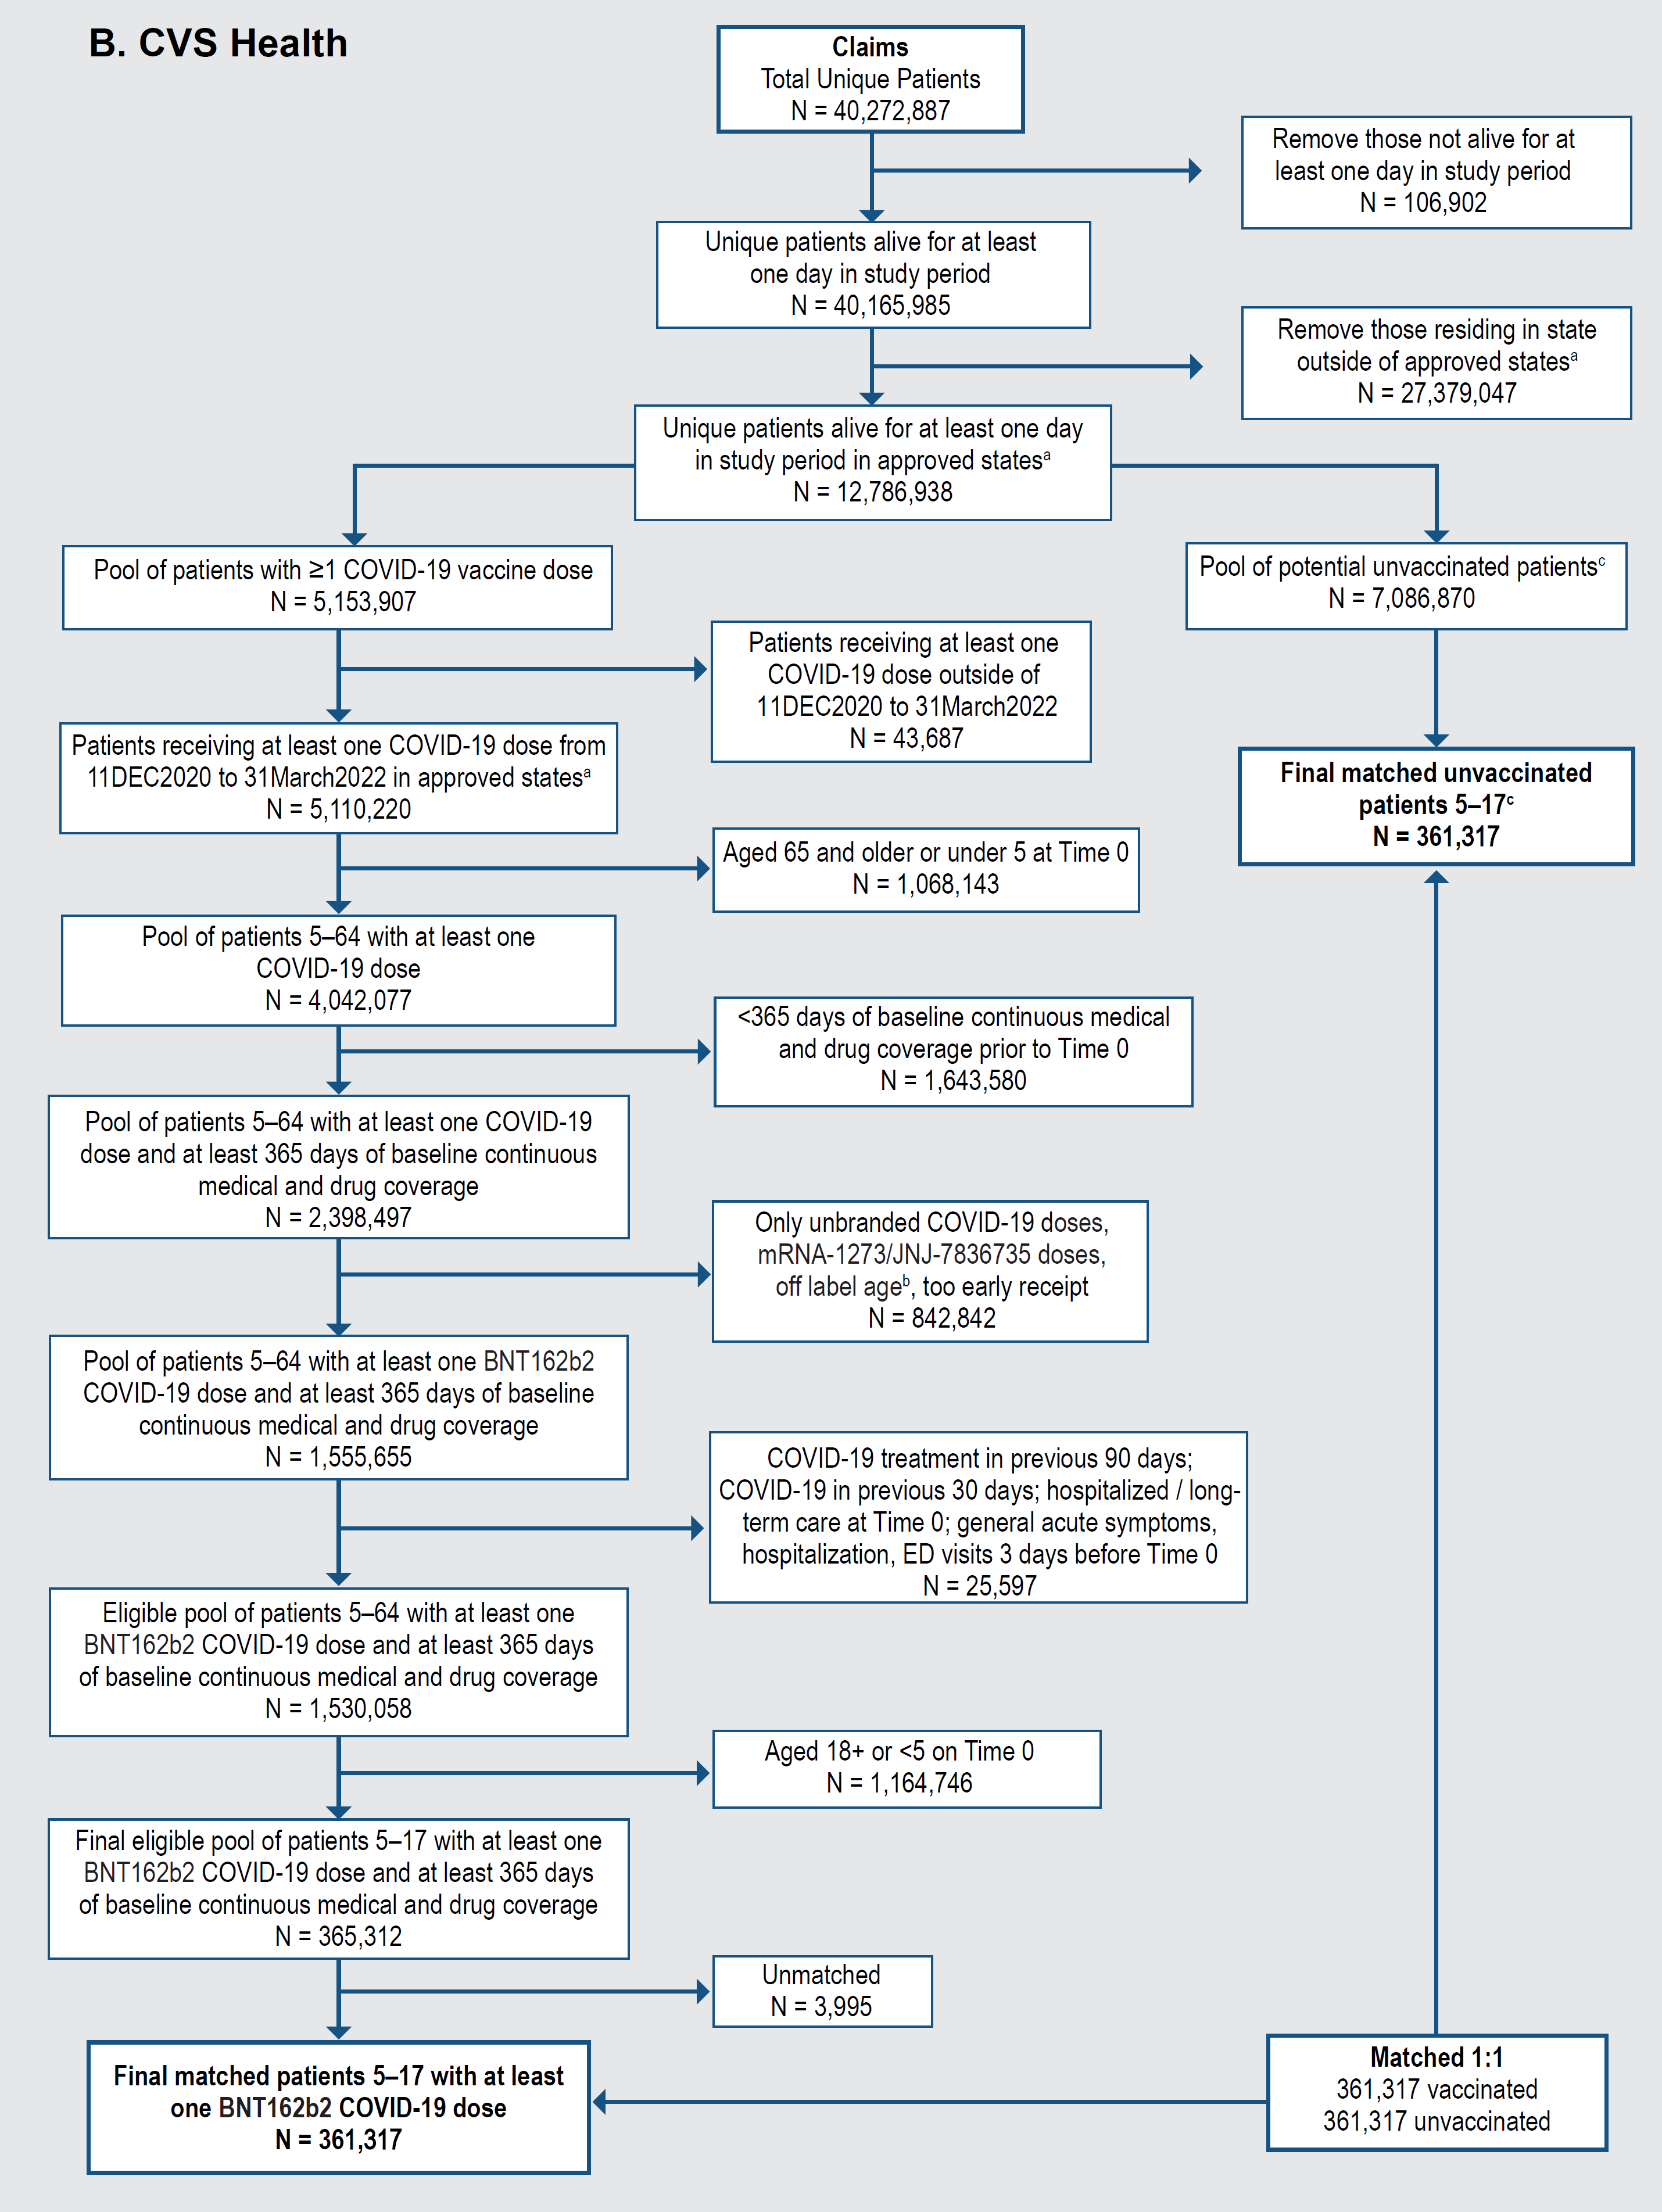 B. CVS Health
Claims
Total Unique Patients
N = 40,272,887
Remove those not alive for at
least one day in study period
N = 106,902
Unique patients alive for at least
one day in study period
N = 40,165,985
Remove those residing in state
outside of approved statesᵃ
N = 27,379,047
Unique patients alive for at least one day
in study period in approved statesᵃ
N = 12,786,938
Pool of patients with ≥1 COVID-19 vaccine dose
N = 5,153,907
Pool of potential unvaccinated patientsᶜ
N = 7,086,870
Patients receiving at least one
COVID-19 dose outside of
11DEC2020 to 31March2022
N = 43,687
Patients receiving at least one COVID-19 dose from
11DEC2020 to 31March2022 in approved statesᵃ
N = 5,110,220
Final matched unvaccinated
patients 5–17ᶜ
N = 361,317
Aged 65 and older or under 5 at Time 0
N = 1,068,143
Pool of patients 5–64 with at least one
COVID-19 dose
N = 4,042,077
<365 days of baseline continuous medical
and drug coverage prior to Time 0
N = 1,643,580
Pool of patients 5–64 with at least one COVID-19
dose and at least 365 days of baseline continuous
medical and drug coverage
N = 2,398,497
Only unbranded COVID-19 doses,
mRNA-1273/JNJ-7836735 doses,
off label ageᵇ, too early receipt
N = 842,842
Pool of patients 5–64 with at least one BNT162b2
COVID-19 dose and at least 365 days of baseline
continuous medical and drug coverage
N = 1,555,655
COVID-19 treatment in previous 90 days;
COVID-19 in previous 30 days; hospitalized / long-
term care at Time 0; general acute symptoms,
hospitalization, ED visits 3 days before Time 0
N = 25,597
Eligible pool of patients 5–64 with at least one
BNT162b2 COVID-19 dose and at least 365 days
of baseline continuous medical and drug coverage
N = 1,530,058
Aged 18+ or <5 on Time 0
N = 1,164,746
Final eligible pool of patients 5–17 with at least one
BNT162b2 COVID-19 dose and at least 365 days
of baseline continuous medical and drug coverage
N = 365,312
Unmatched
N = 3,995
Final matched patients 5–17 with at least
one BNT162b2 COVID-19 dose
N = 361,317
Matched 1:1
361,317 vaccinated
361,317 unvaccinated